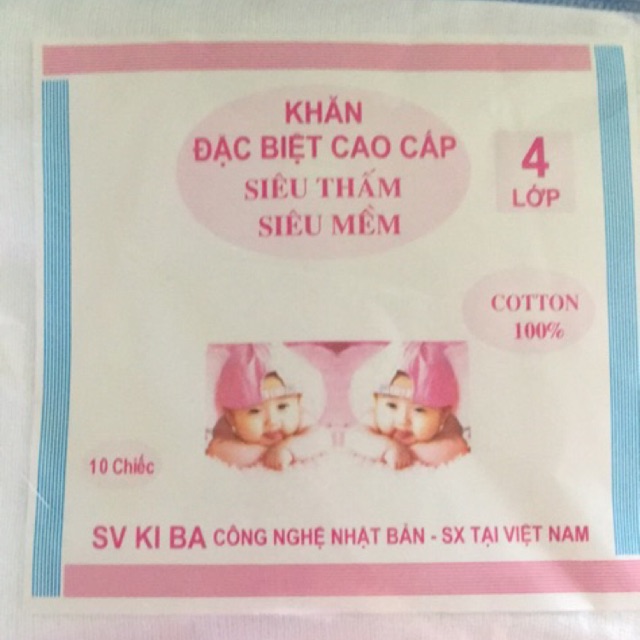 KHĂN
ĐẶC BIỆT CAO CẤP
SIÊU THẤM
SIÊU MỀM
4
LỚP
COTTON
100%
10 Chiếc
SV KI BA CÔNG NGHỆ NHẬT BẢN - SX TẠI VIỆT NAM